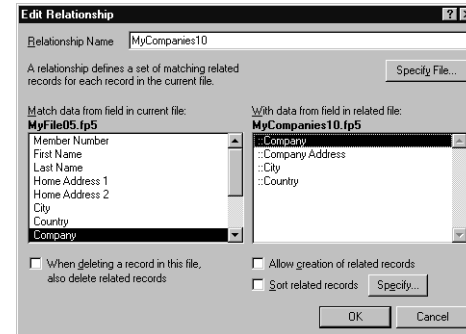 Edit Relationship
Relationship Name MyCompanies10
A relationship defines a set of matching related
records for each record in the current file.
Specify File...
Match data from field in current file:
MyFile05.fp5
Member Number
First Name
Last Name
Home Address 1
Home Address 2
City
Country
Company
With data from field in related file:
MyCompanies10.fp5
::Company
::Company Address
::City
::Country
When deleting a record in this file,
also delete related records
Allow creation of related records
Sort related records Specify...
OK Cancel